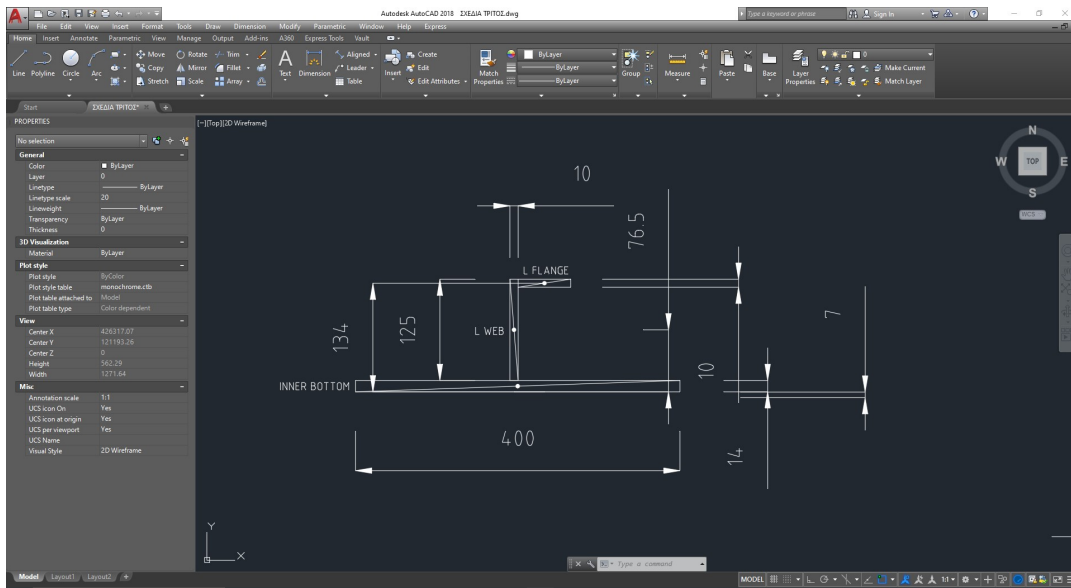 Autodesk AutoCAD 2018 ΣΧΕΔΙΑ ΤΡΙΤΟΣ.dwg
Type a keyword or phrase
Sign In
File Edit View Insert Format Tools Draw Dimension Modify Parametric Window Help Express
Home Insert Annotate Parametric View Manage Output Add-ins A360 Express Tools Vault
Line Polyline Circle Arc
Move Rotate Trim
Copy Mirror Fillet
Stretch Scale Array
Text Dimension
Aligned
Leader
Table
Insert
Create
Edit
Edit Attributes
Match Properties
ByLayer
ByLayer
ByLayer
Group
Measure
Paste
Base
Layer Properties
0
Make Current
Match Layer
Start ΣΧΕΔΙΑ ΤΡΙΤΟΣ*
PROPERTIES
No selection
General
Color ByLayer
Layer 0
Linetype ByLayer
Linetype scale 20
Lineweight ByLayer
Transparency ByLayer
Thickness 0
3D Visualization
Material ByLayer
Plot style
Plot style ByColor
Plot style table monochrome.ctb
Plot table attached to Model
Plot table type Color dependent
View
Center X 426317.07
Center Y 121193.26
Center Z 0
Height 562.29
Width 1271.64
Misc
Annotation scale 1:1
UCS icon On Yes
UCS icon at origin Yes
UCS per viewport Yes
UCS Name
Visual Style 2D Wireframe
[−][Top][2D Wireframe]
10
76.5
L FLANGE
134
125
L WEB
7
10
INNER BOTTOM
400
14
N
W TOP E
S
WCS
Y
X
Type a command
Model Layout1 Layout2
MODEL
1:1